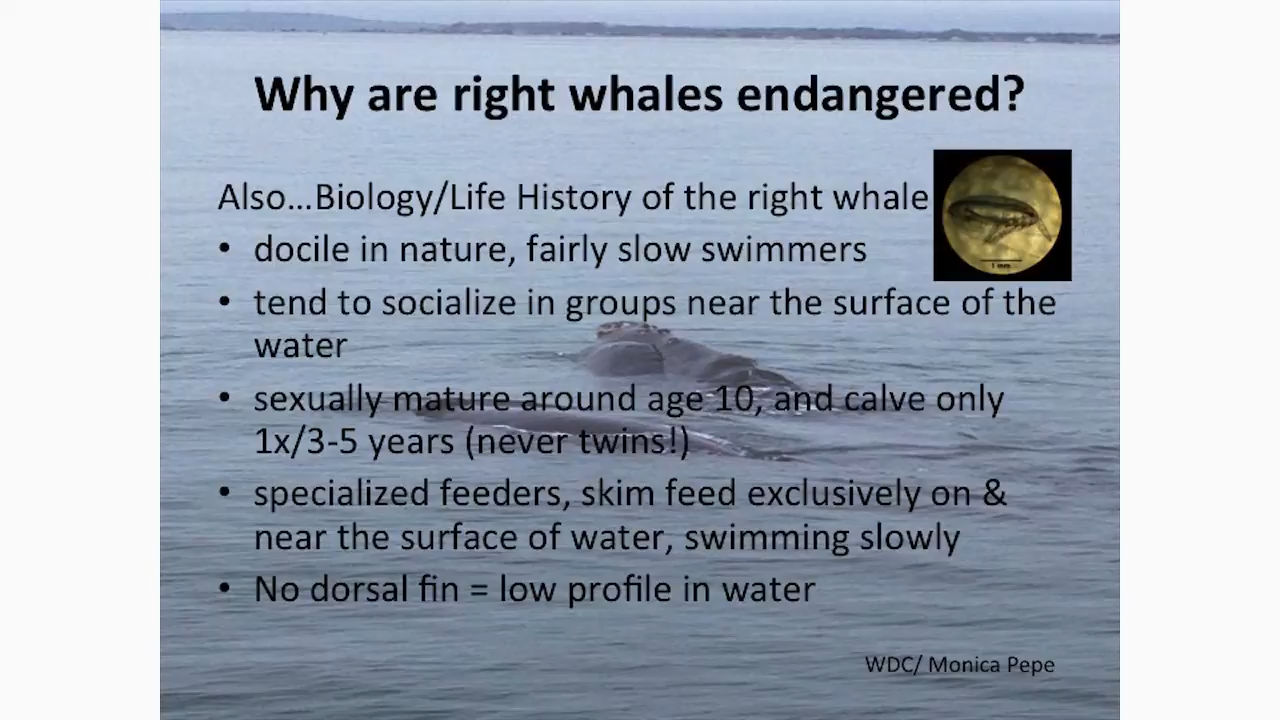 Why are right whales endangered?
Also...Biology/Life History of the right whale
• docile in nature, fairly slow swimmers
• tend to socialize in groups near the surface of the
water
• sexually mature around age 10, and calve only
1x/3-5 years (never twins!)
• specialized feeders, skim feed exclusively on &
near the surface of water, swimming slowly
• No dorsal fin = low profile in water
1 mm
WDC/ Monica Pepe